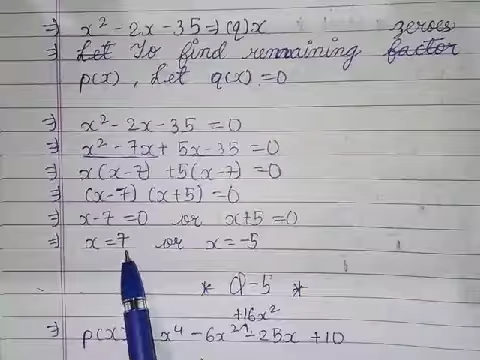 ⇒ x² - 2x - 35 ⇒ (q)x zeroes
⇒ Let To find remaining factor
p(x), Let q(x) = 0
⇒ x² - 2x - 35 = 0
⇒ x² - 7x + 5x - 35 = 0
⇒ x(x-7) + 5(x-7) = 0
⇒ (x-7) (x+5) = 0
⇒ x-7 = 0 or x+5 = 0
⇒ x = 7 or x = -5
* Q-5 *
+16x²
⇒ p(x) x⁴ - 6x - 25x + 10